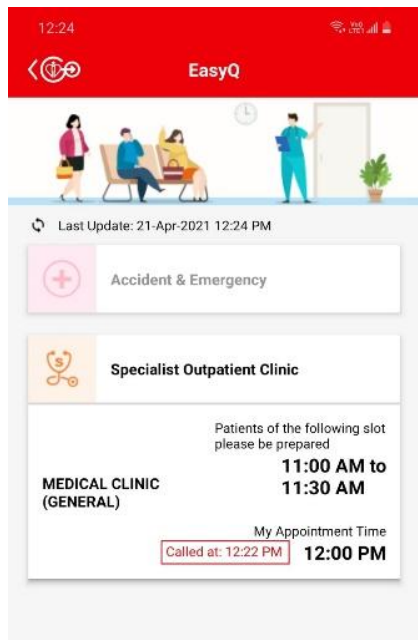 12:24
VoD
LTE1
EasyQ
Last Update: 21-Apr-2021 12:24 PM
Accident & Emergency
S
Specialist Outpatient Clinic
Patients of the following slot
please be prepared
11:00 AM to
11:30 AM
MEDICAL CLINIC
(GENERAL)
My Appointment Time
Called at: 12:22 PM 12:00 PM